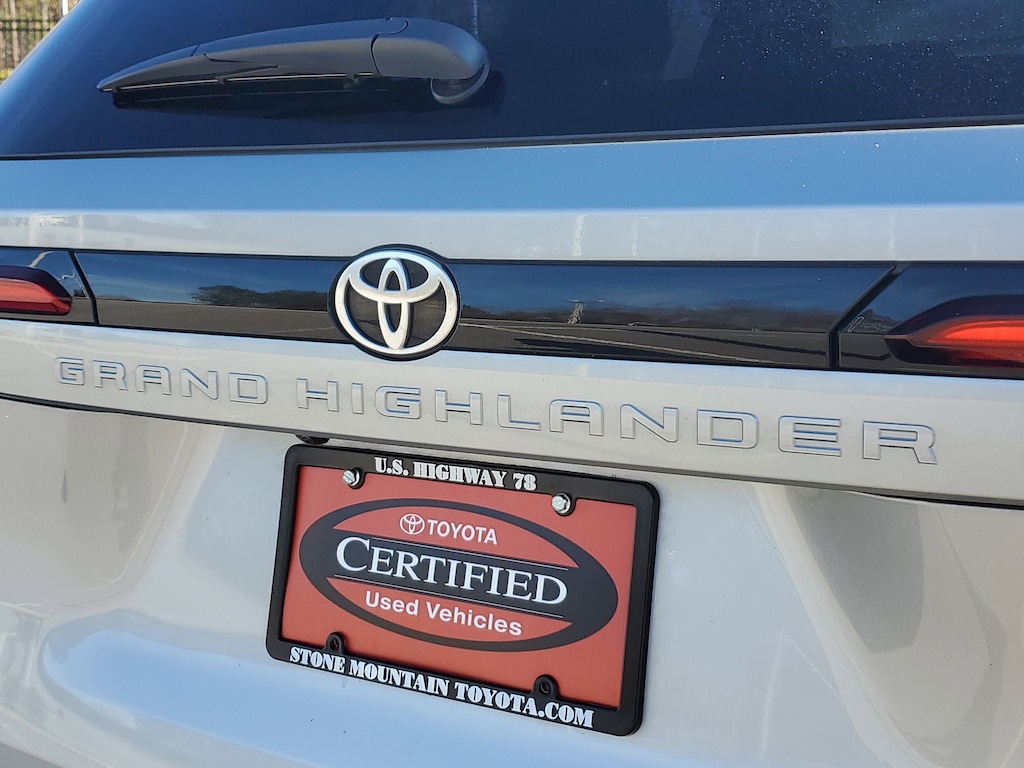 GRAND HIGHLANDER
U.S. HIGHWAY 78
TOYOTA
CERTIFIED
Used Vehicles
STONE MOUNTAIN TOYOTA.COM